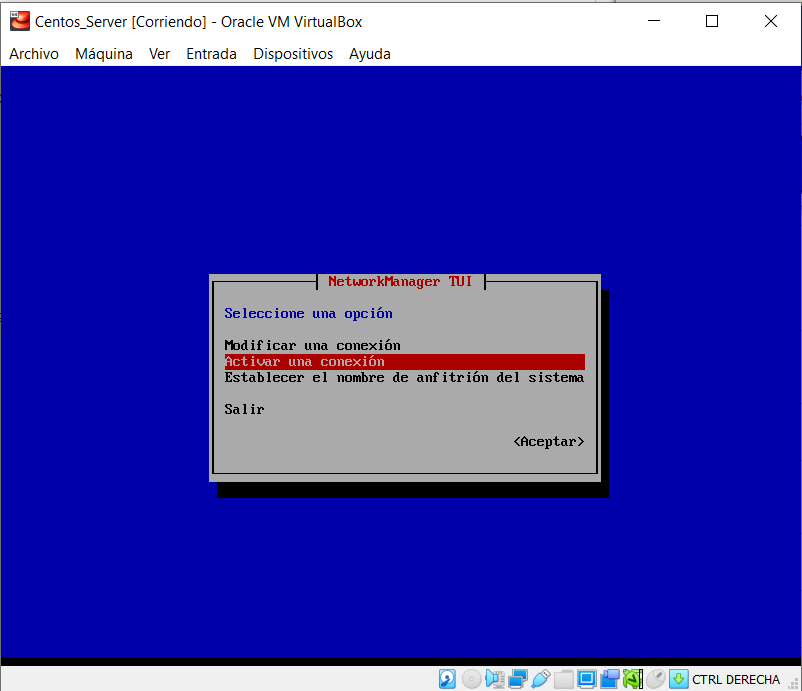 Centos_Server [Corriendo] - Oracle VM VirtualBox
Archivo Máquina Ver Entrada Dispositivos Ayuda
NetworkManager TUI
Seleccione una opción
Modificar una conexión
Activar una conexión
Establecer el nombre de anfitrión del sistema
Salir
<Aceptar>
CTRL DERECHA